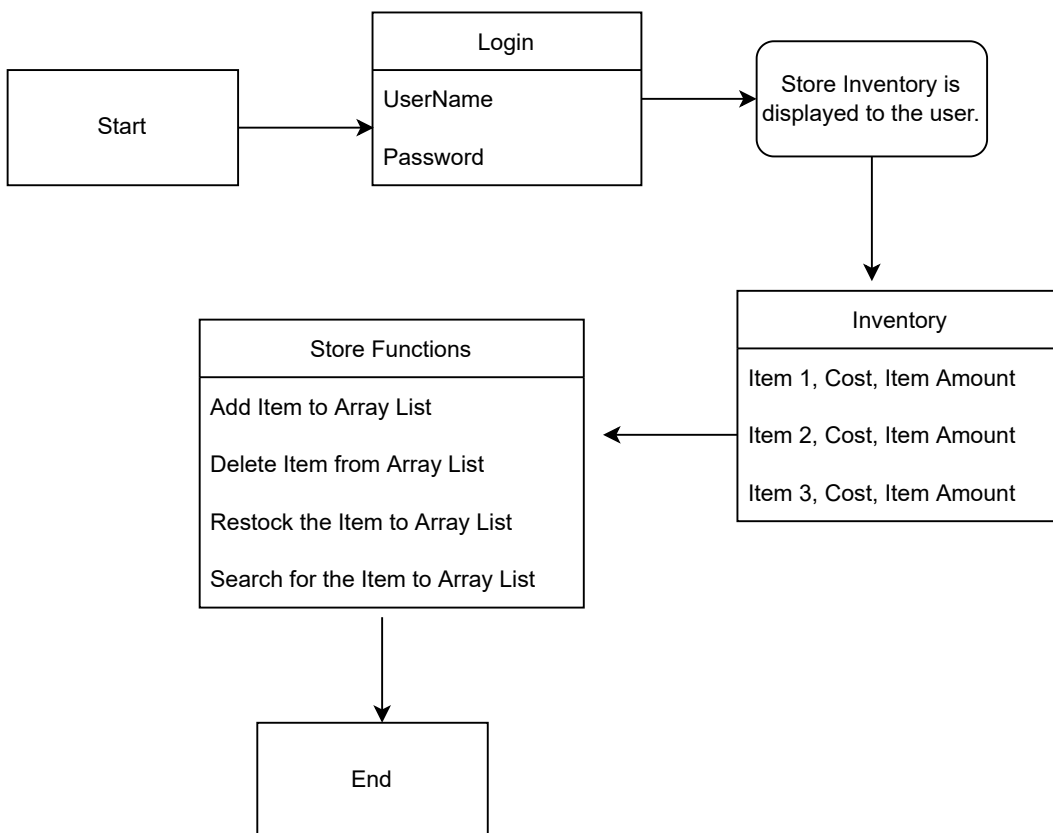 Start
Login
UserName
Password
Store Inventory is
displayed to the user.
Inventory
Item 1, Cost, Item Amount
Item 2, Cost, Item Amount
Item 3, Cost, Item Amount
Store Functions
Add Item to Array List
Delete Item from Array List
Restock the Item to Array List
Search for the Item to Array List
End